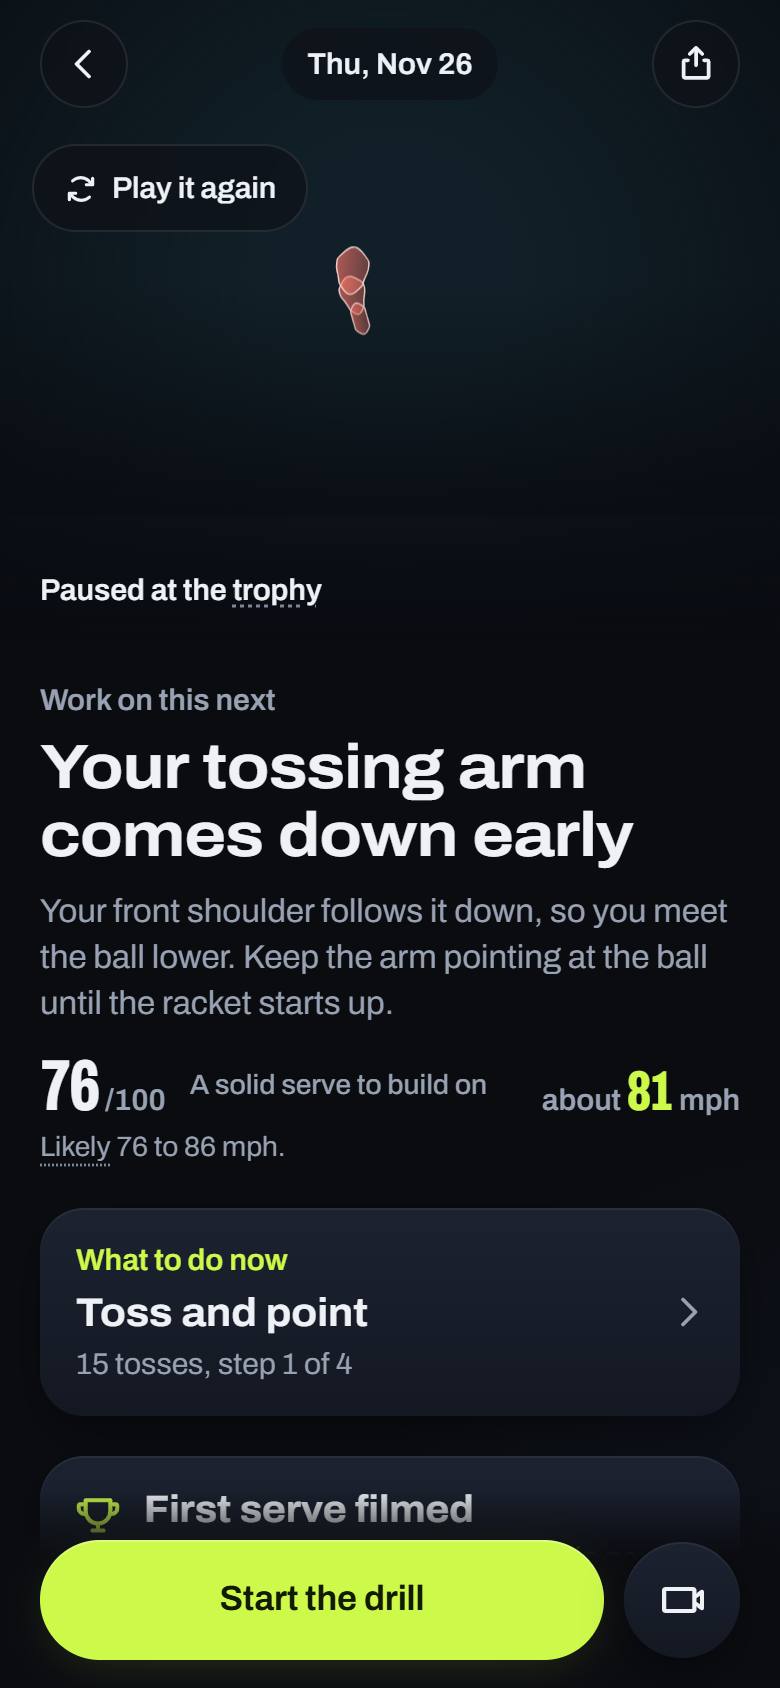 Thu, Nov 26
Play it again
Paused at the trophy
Work on this next
Your tossing arm
comes down early
Your front shoulder follows it down, so you meet
the ball lower. Keep the arm pointing at the ball
until the racket starts up.
76/100 A solid serve to build on about 81 mph
Likely 76 to 86 mph.
What to do now
Toss and point
15 tosses, step 1 of 4
First serve filmed
Start the drill